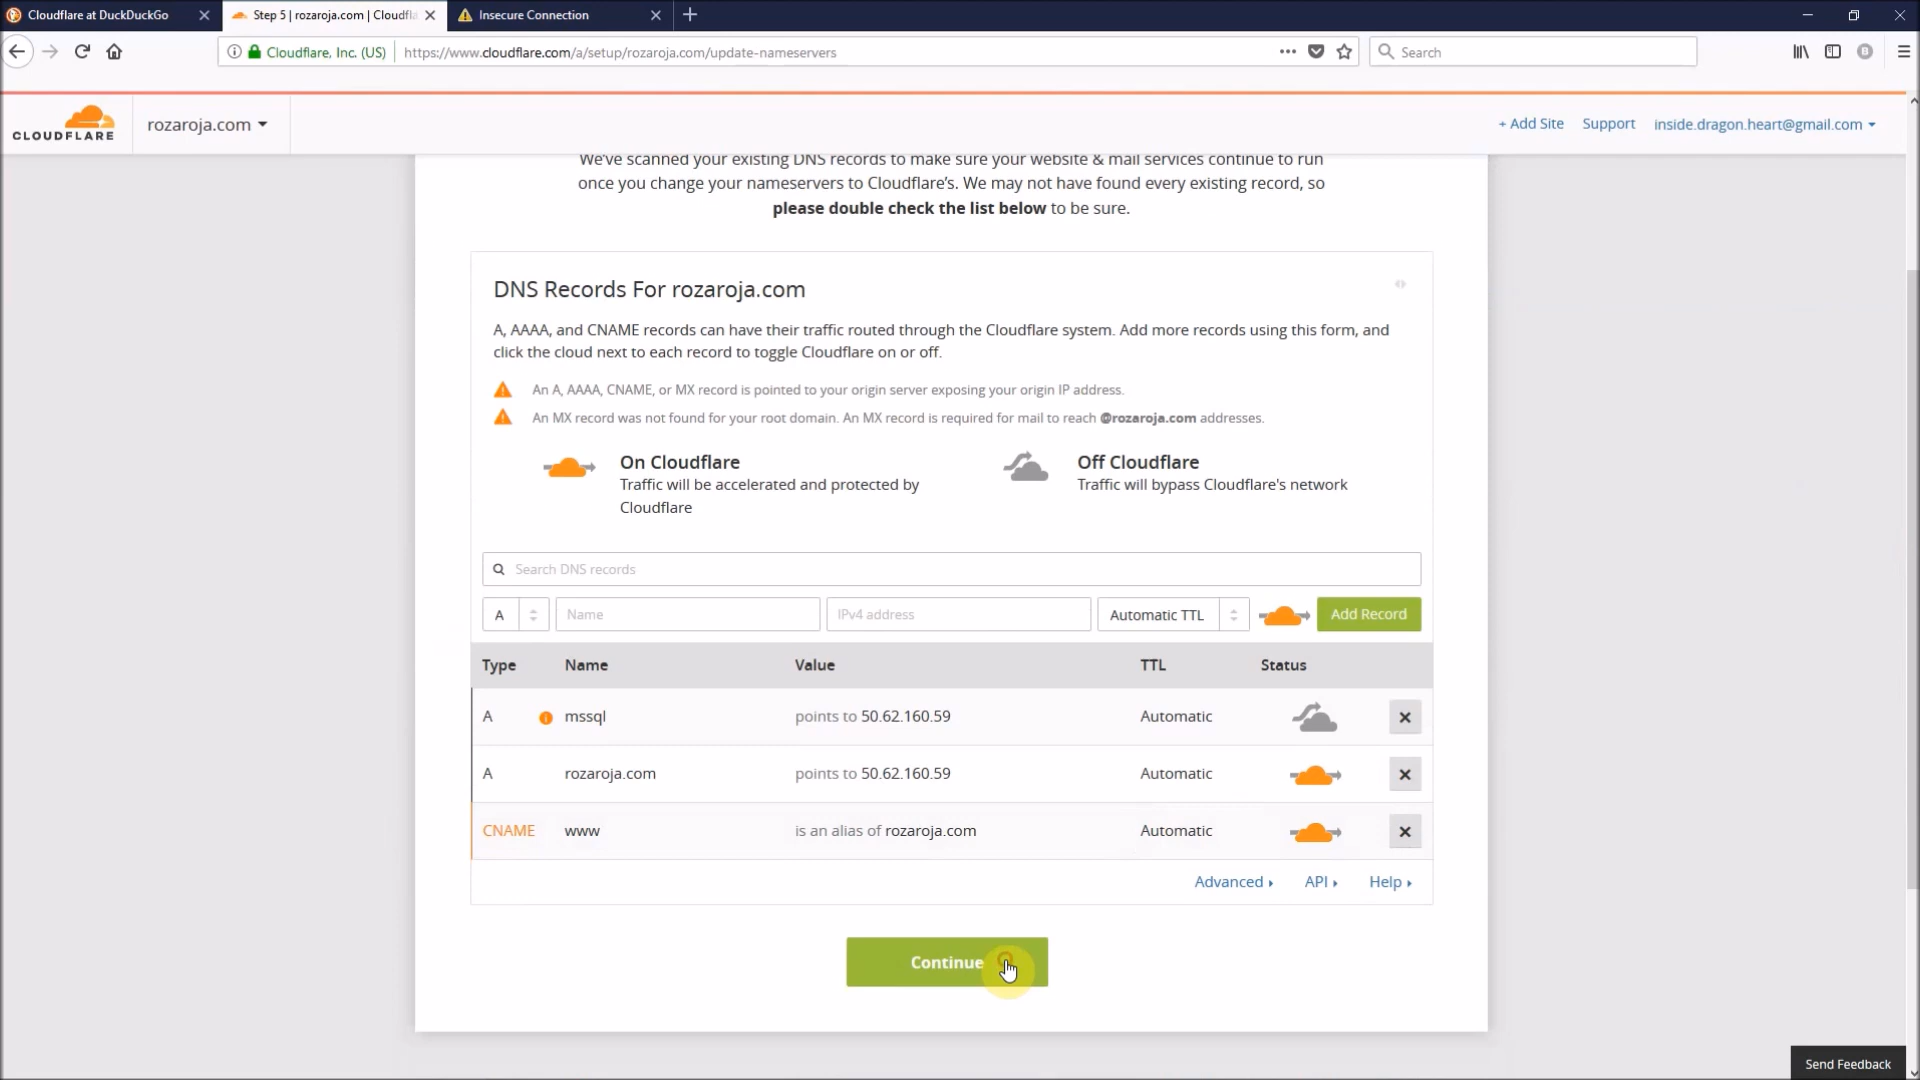 Cloudflare at DuckDuckGo
Step 5 | rozaroja.com | Cloudfla
Insecure Connection
Cloudflare, Inc. (US)
https://www.cloudflare.com/a/setup/rozaroja.com/update-nameservers
Search
CLOUDFLARE
rozaroja.com
+ Add Site
Support
inside.dragon.heart@gmail.com
We've scanned your existing DNS records to make sure your website & mail services continue to run
once you change your nameservers to Cloudflare's. We may not have found every existing record, so
please double check the list below to be sure.
DNS Records For rozaroja.com
A, AAAA, and CNAME records can have their traffic routed through the Cloudflare system. Add more records using this form, and
click the cloud next to each record to toggle Cloudflare on or off.
An A, AAAA, CNAME, or MX record is pointed to your origin server exposing your origin IP address.
An MX record was not found for your root domain. An MX record is required for mail to reach @rozaroja.com addresses.
On Cloudflare
Traffic will be accelerated and protected by
Cloudflare
Off Cloudflare
Traffic will bypass Cloudflare's network
Search DNS records
A
Name
IPv4 address
Automatic TTL
Add Record
Type Name Value TTL Status
A mssql points to 50.62.160.59 Automatic
A rozaroja.com points to 50.62.160.59 Automatic
CNAME www is an alias of rozaroja.com Automatic
Advanced
API
Help
Continue
Send Feedback